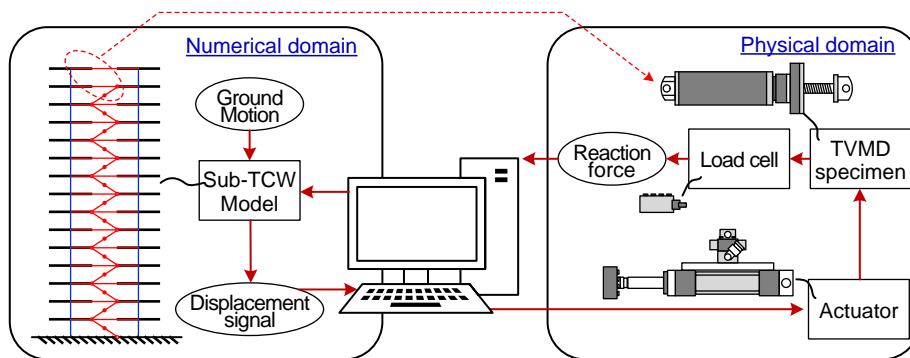 Numerical domain
Ground
Motion
Sub-TCW
Model
Displacement
signal
Physical domain
Reaction
force
Load cell
TVMD
specimen
Actuator